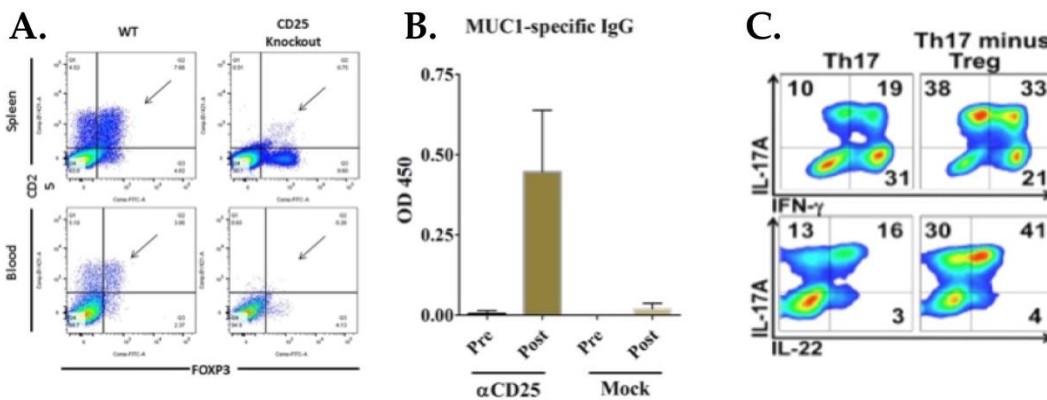 A.
WT
CD25
Knockout
Spleen
Blood
CD2
5
FOXP3
B.
MUC1-specific IgG
OD 450
0.75
0.50
0.25
0.00
Pre
Post
Pre
Post
αCD25
Mock
C.
Th17
Th17 minus
Treg
10
19
31
38
33
21
IL-17A
IFN-γ
13
16
3
30
41
4
IL-17A
IL-22